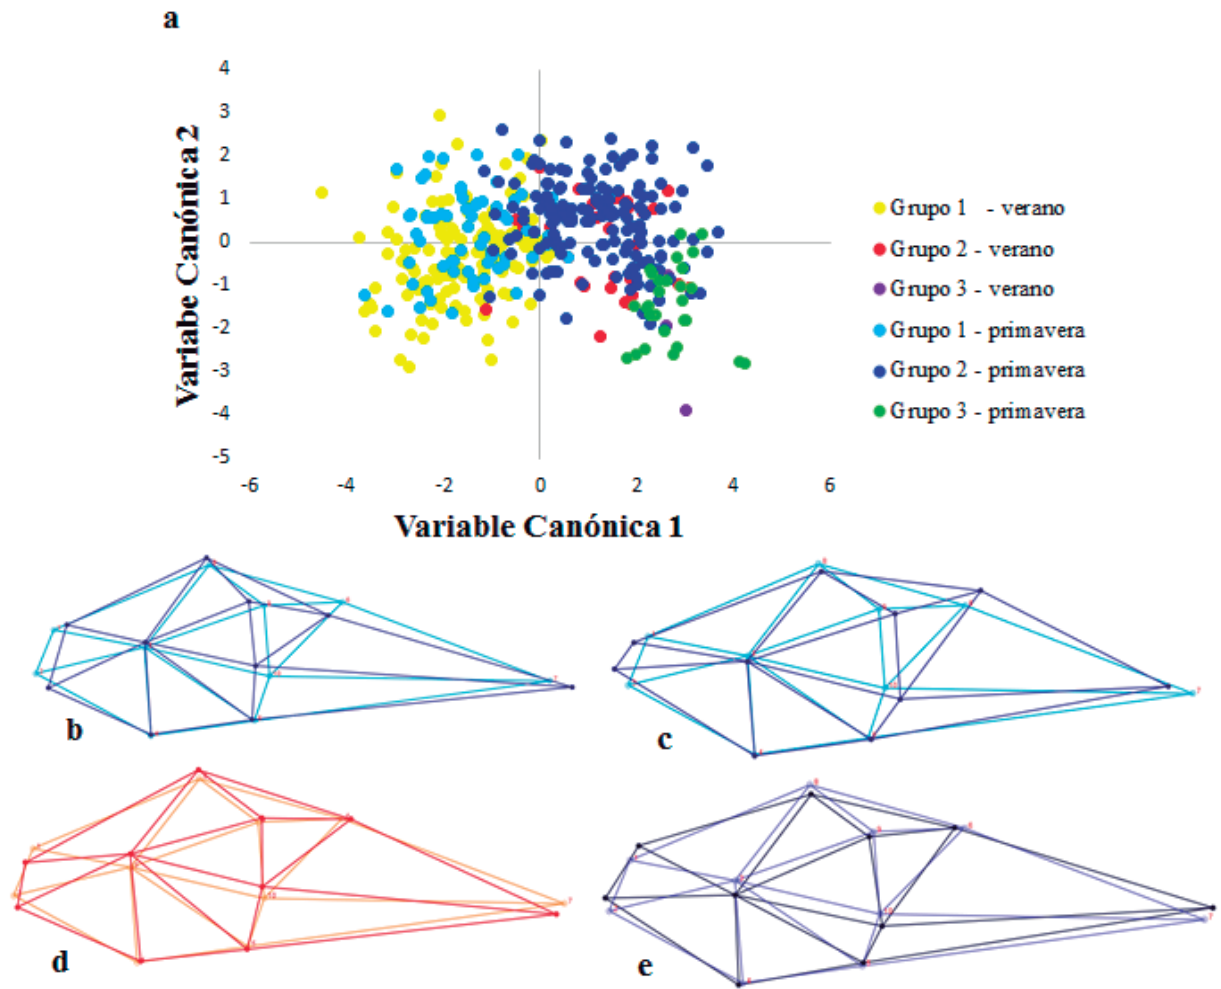 a
4
3
2
1
0
-1
-2
-3
-4
-5
-6 -4 -2 0 2 4 6
Variabe Canónica 2
Variable Canónica 1
Grupo 1 - verano
Grupo 2 - verano
Grupo 3 - verano
Grupo 1 - primavera
Grupo 2 - primavera
Grupo 3 - primavera
b
c
d
e